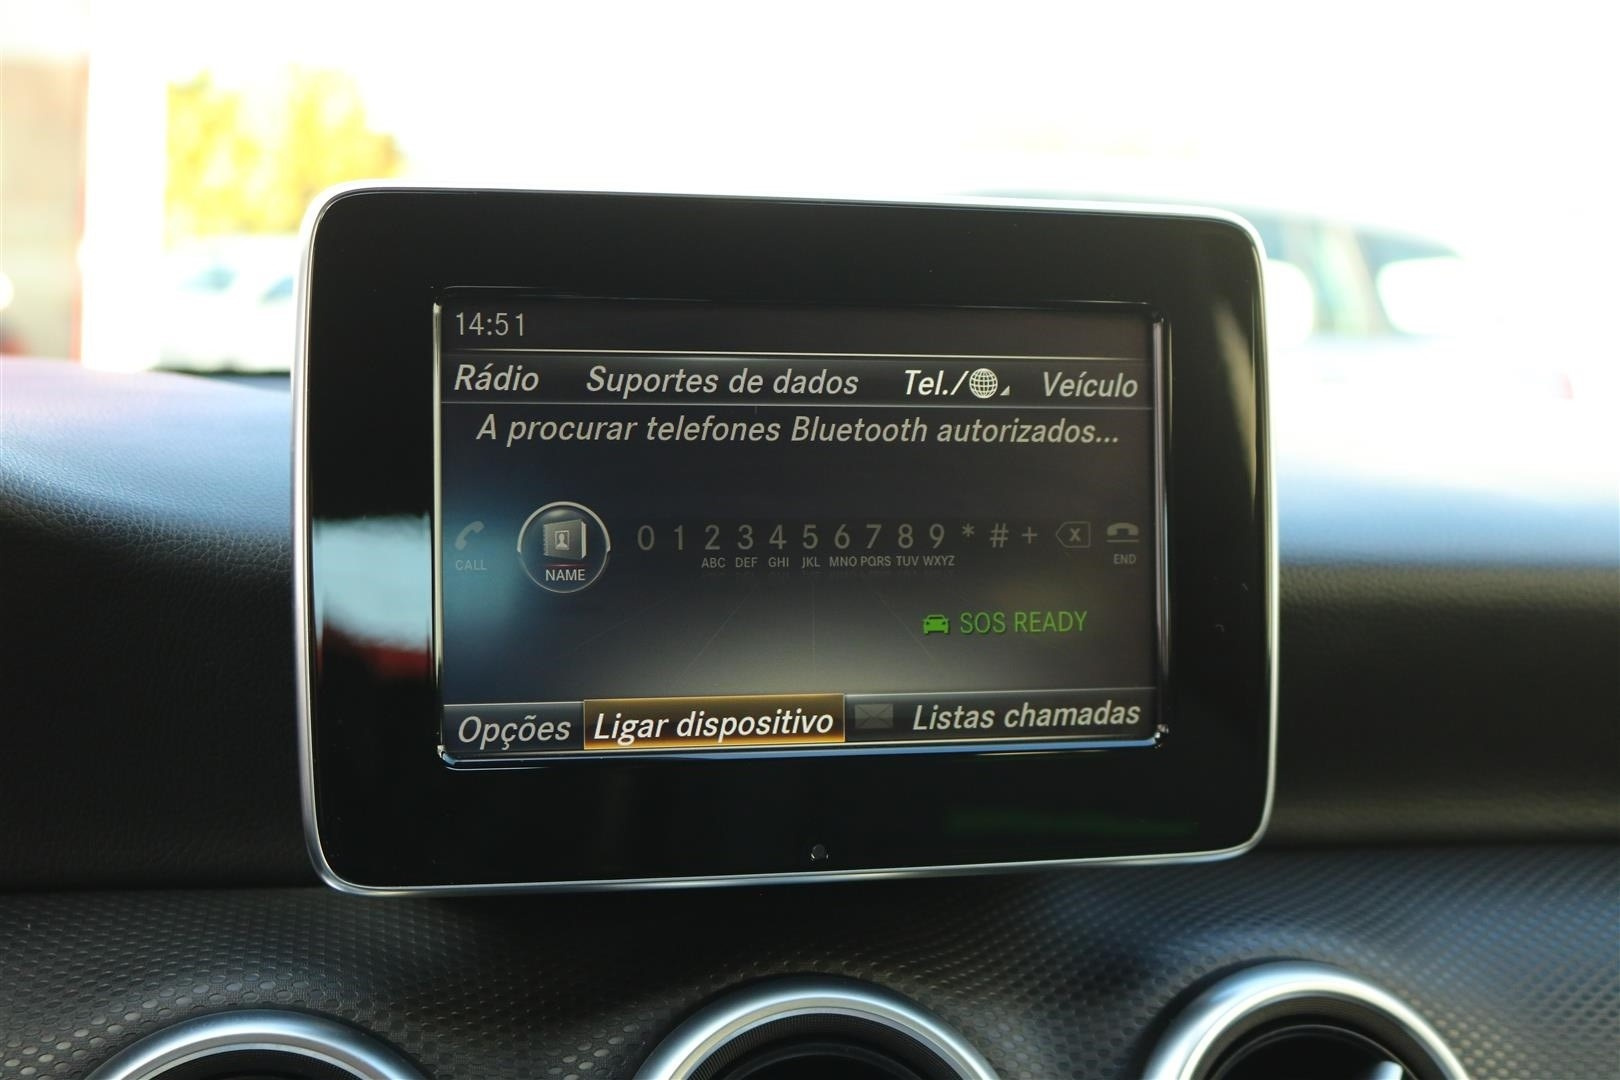 14:51
Rádio Suportes de dados Tel./ Veículo
A procurar telefones Bluetooth autorizados...
0 1 2 3 4 5 6 7 8 9 * # + X
CALL NAME ABC DEF GHI JKL MNO PQRS TUV WXYZ END
SOS READY
Opções Ligar dispositivo Listas chamadas